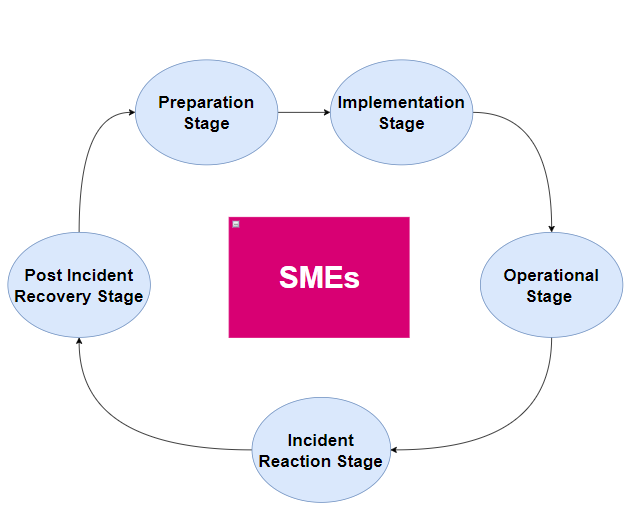 Preparation
Stage
Implementation
Stage
Operational
Stage
Incident
Reaction Stage
Post Incident
Recovery Stage
SMEs